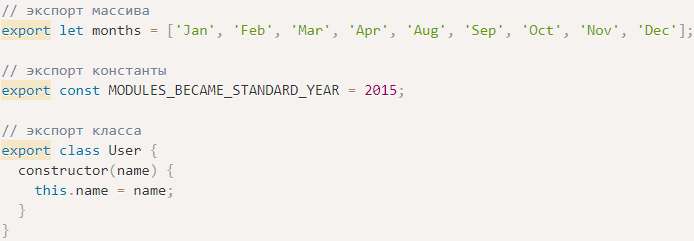 // экспорт массива
export let months = ['Jan', 'Feb', 'Mar', 'Apr', 'Aug', 'Sep', 'Oct', 'Nov', 'Dec'];
// экспорт константы
export const MODULES_BECAME_STANDARD_YEAR = 2015;
// экспорт класса
export class User {
  constructor(name) {
    this.name = name;
  }
}